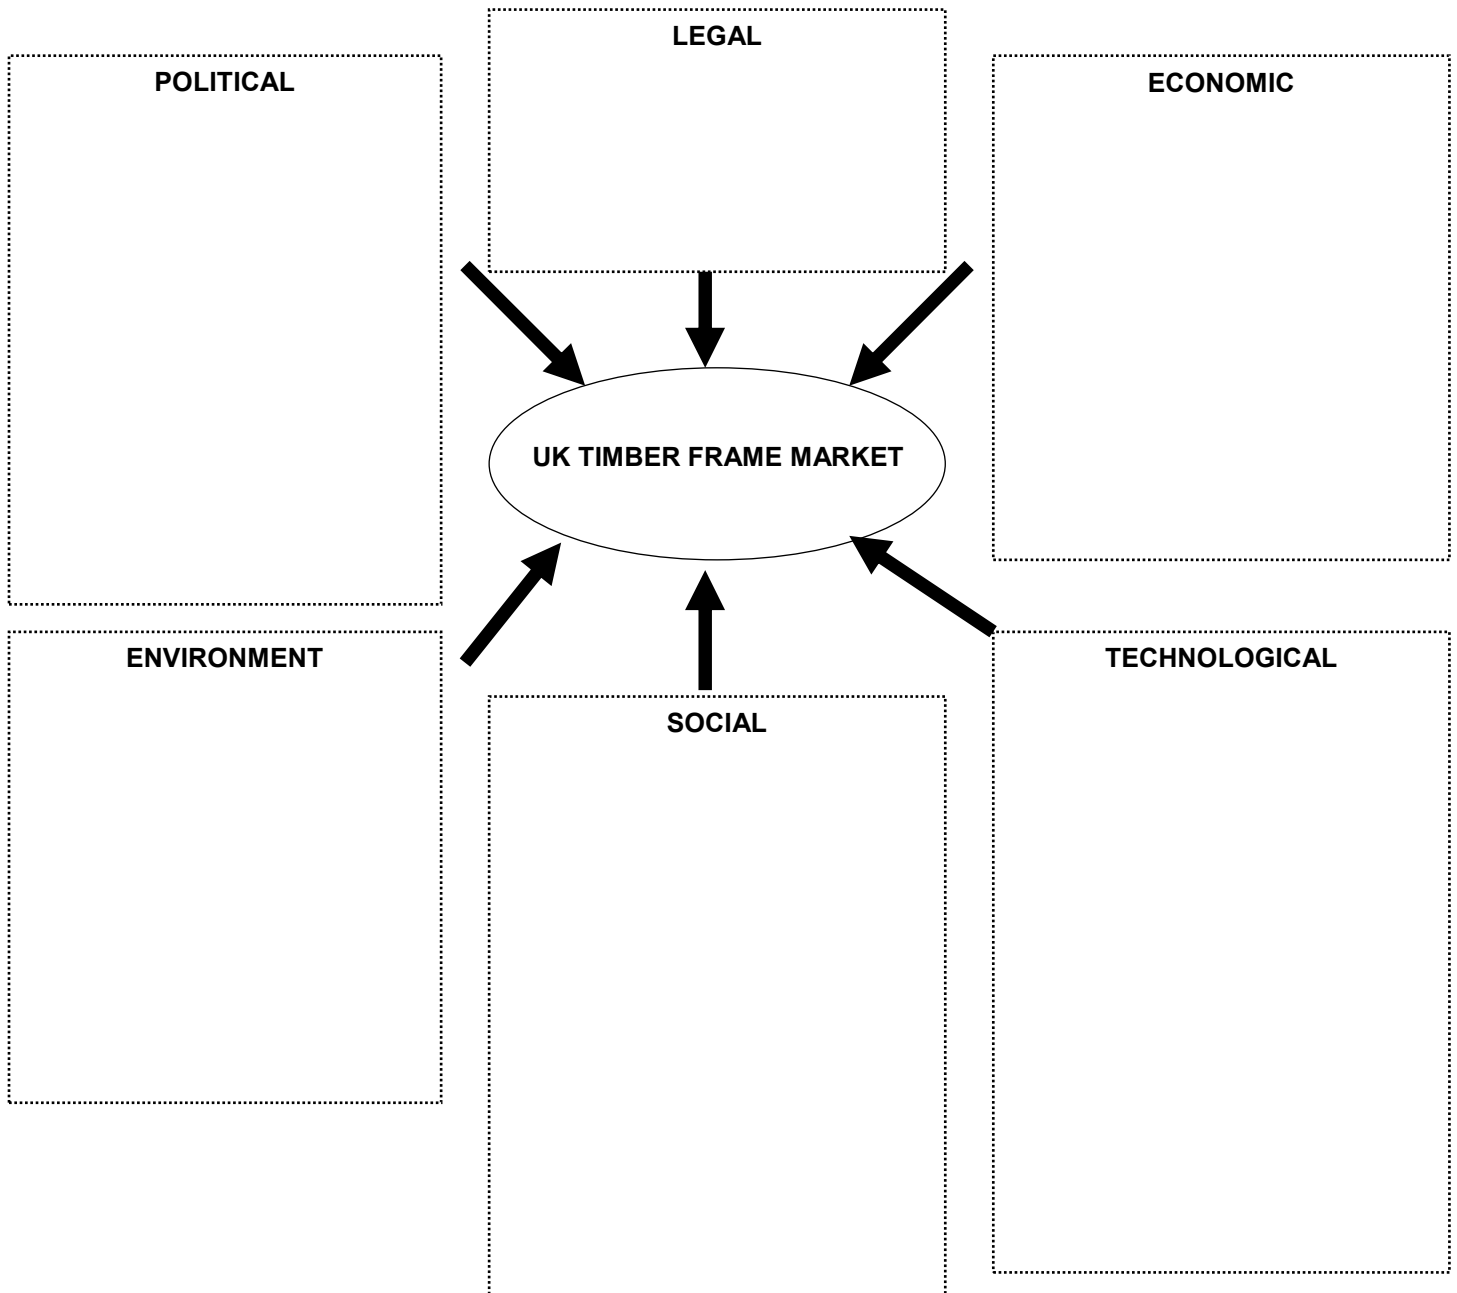 LEGAL
POLITICAL
ECONOMIC
UK TIMBER FRAME MARKET
ENVIRONMENT
TECHNOLOGICAL
SOCIAL